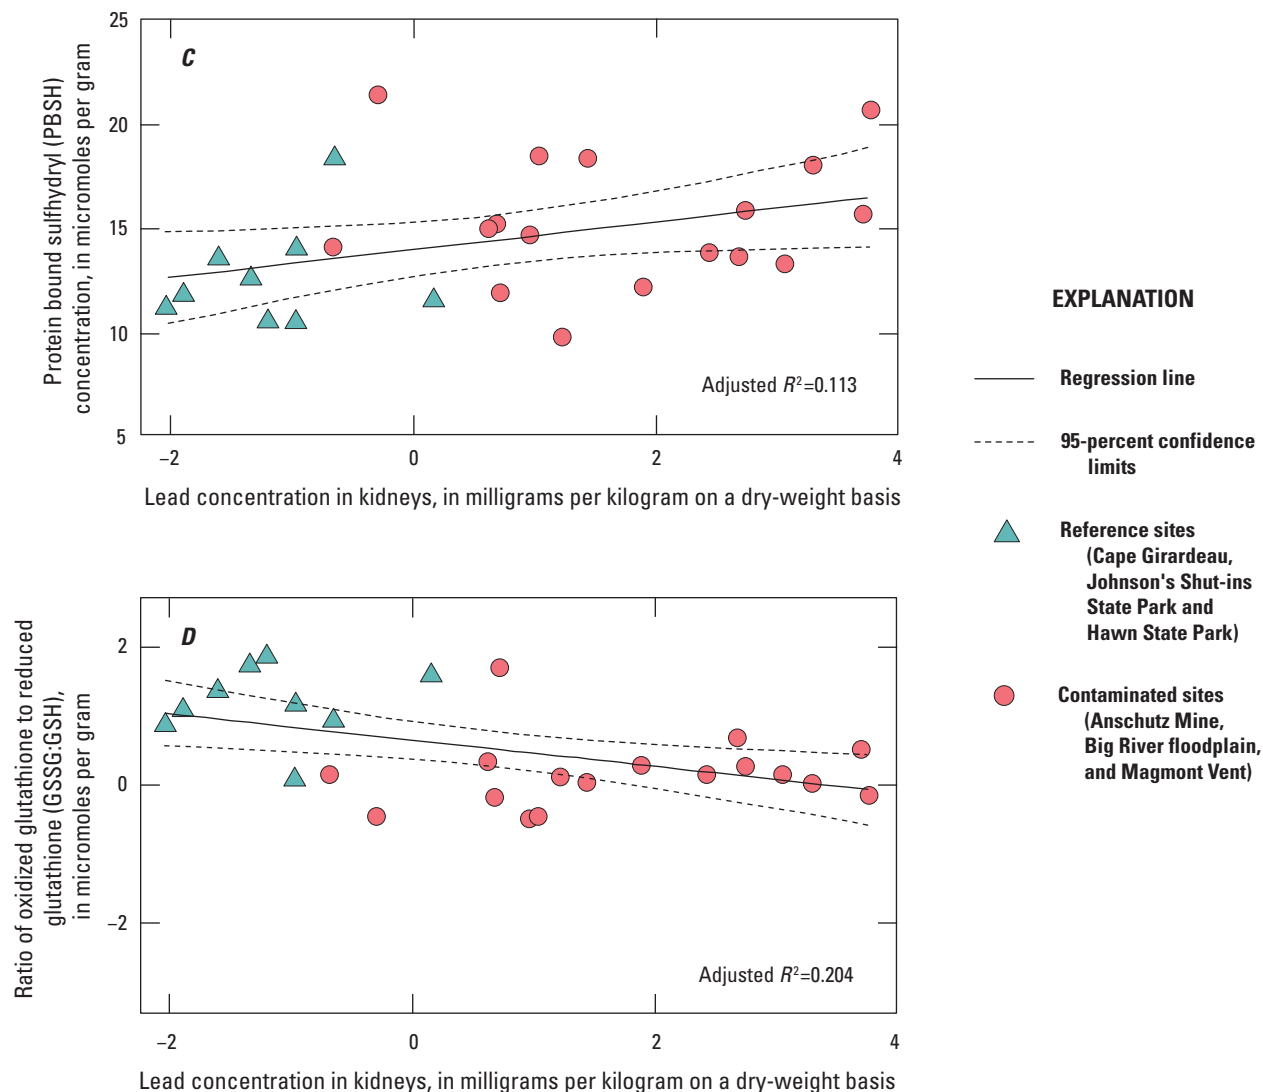 25
20
15
10
5
Protein bound sulfhydryl (PBSH)
concentration, in micromoles per gram
C
Adjusted R²=0.113
−2
0
2
4
Lead concentration in kidneys, in milligrams per kilogram on a dry-weight basis
2
0
−2
Ratio of oxidized glutathione to reduced
glutathione (GSSG:GSH),
in micromoles per gram
D
Adjusted R²=0.204
−2
0
2
4
Lead concentration in kidneys, in milligrams per kilogram on a dry-weight basis
EXPLANATION
Regression line
95-percent confidence
limits
Reference sites
(Cape Girardeau,
Johnson's Shut-ins
State Park and
Hawn State Park)
Contaminated sites
(Anschutz Mine,
Big River floodplain,
and Magmont Vent)